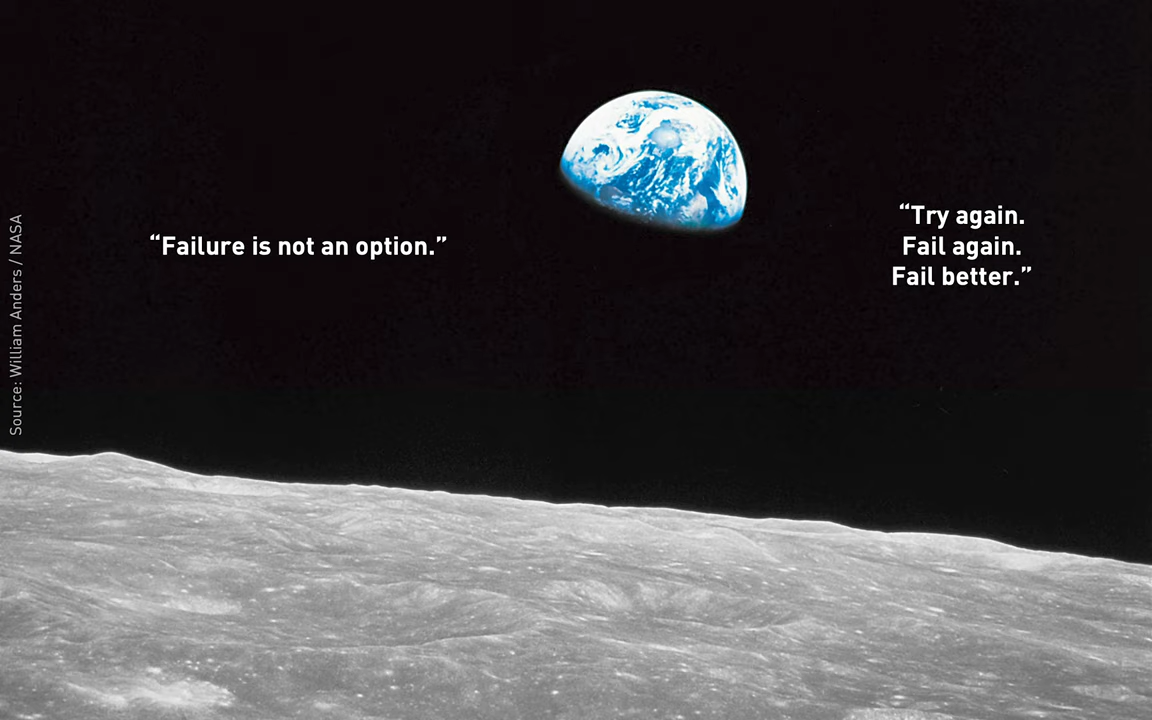 “Failure is not an option.”
“Try again.
Fail again.
Fail better.”
Source: William Anders / NASA